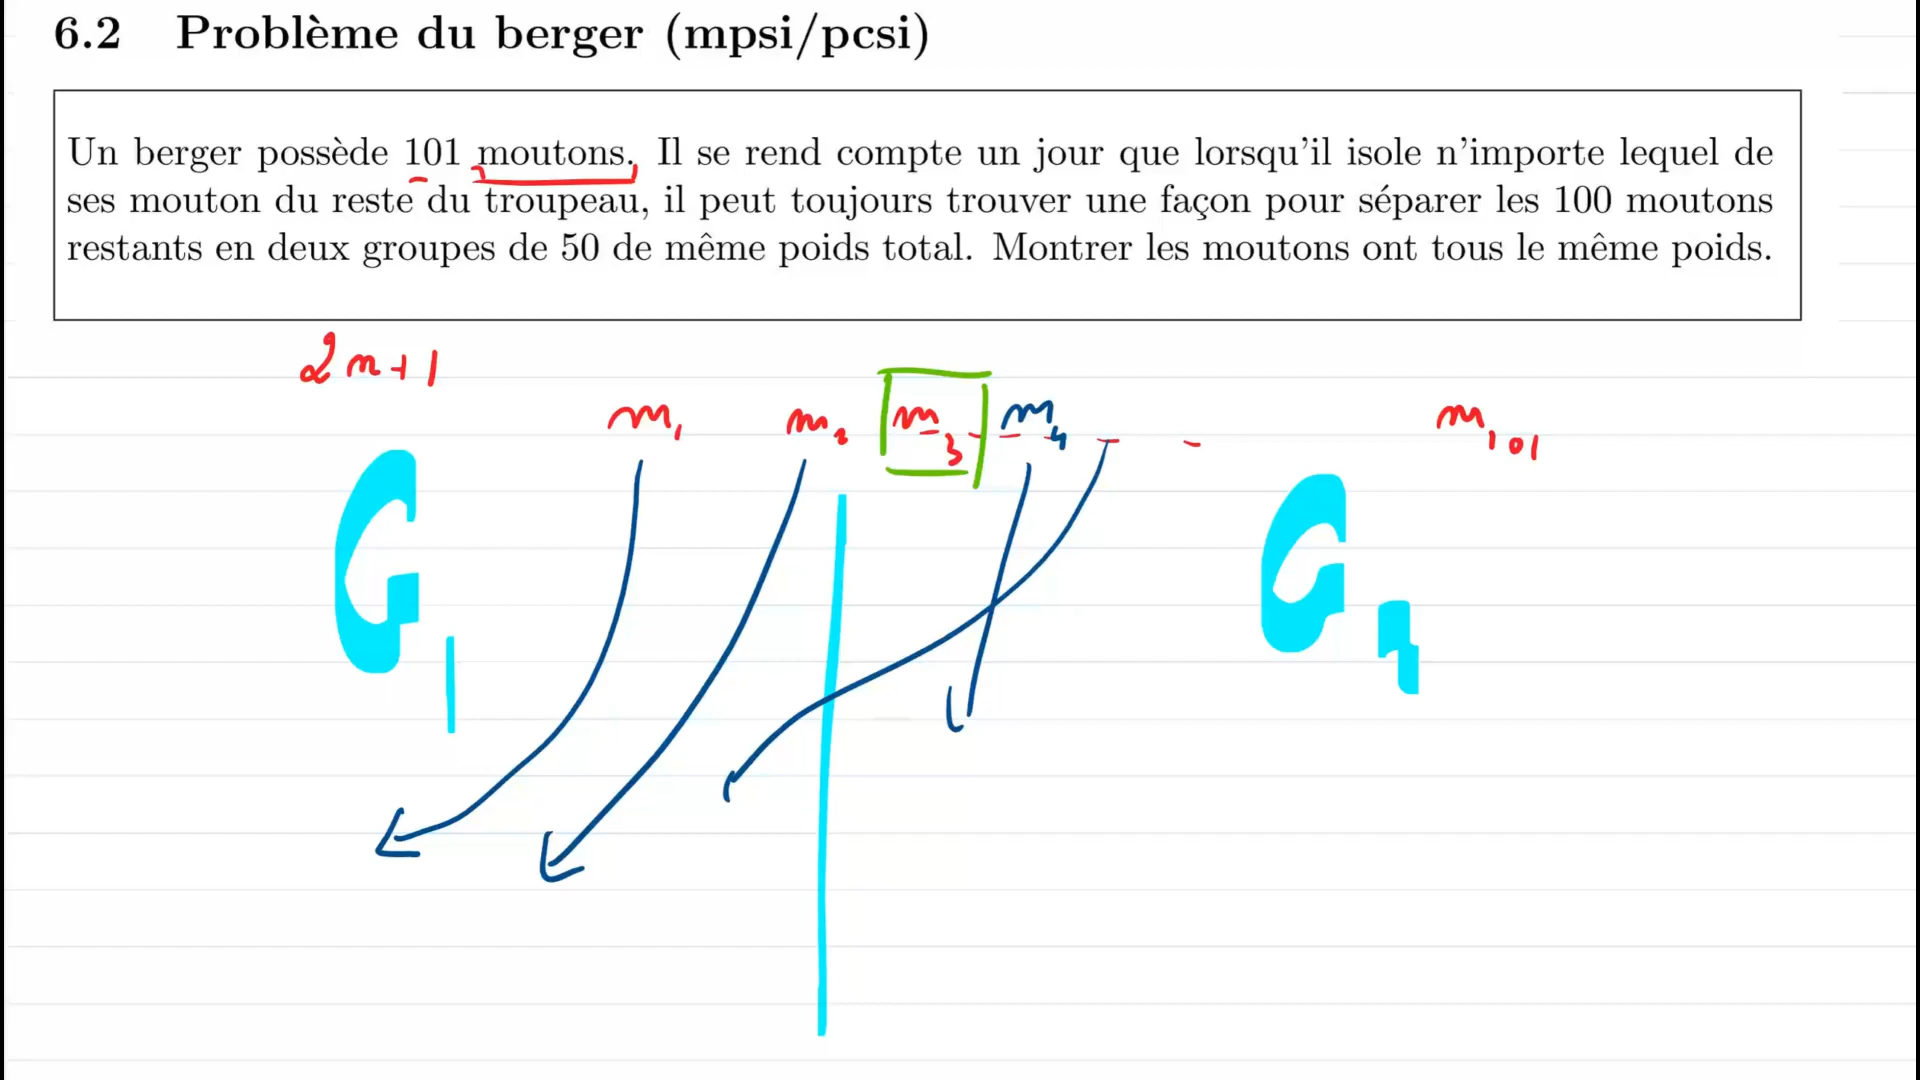 6.2 Problème du berger (mpsi/pcsi)
Un berger possède 101 moutons. Il se rend compte un jour que lorsqu'il isole n'importe lequel de
ses mouton du reste du troupeau, il peut toujours trouver une façon pour séparer les 100 moutons
restants en deux groupes de 50 de même poids total. Montrer les moutons ont tous le même poids.
2n+1
m₁ m₂ m₃ m₄ - - m₁₀₁
G₁